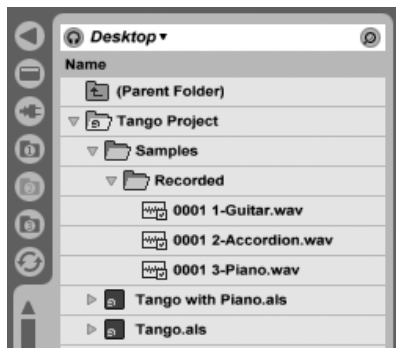 Desktop
Name
(Parent Folder)
Tango Project
Samples
Recorded
0001 1-Guitar.wav
0001 2-Accordion.wav
0001 3-Piano.wav
Tango with Piano.als
Tango.als